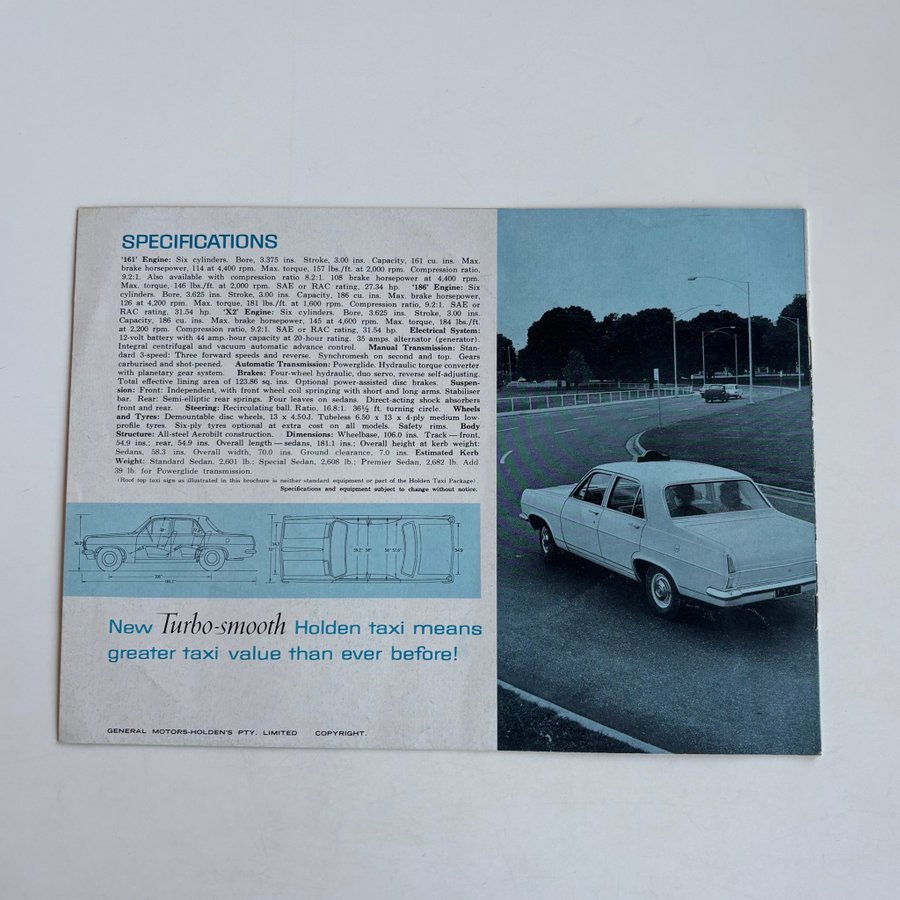 SPECIFICATIONS
'161' Engine: Six cylinders. Bore, 3.375 ins. Stroke, 3.00 ins. Capacity, 161 cu. ins. Max.
brake horsepower, 114 at 4,400 rpm. Max. torque, 157 lbs./ft. at 2,000 rpm. Compression ratio,
9.2:1. Also available with compression ratio 8.2:1. 108 brake horsepower at 4,400 rpm.
Max. torque, 146 lbs./ft. at 2,000 rpm. SAE or RAC rating, 27.34 hp. '186' Engine: Six
cylinders. Bore, 3.625 ins. Stroke, 3.00 ins. Capacity, 186 cu. ins. Max. brake horsepower,
126 at 4,200 rpm. Max. torque, 181 lbs./ft. at 1,600 rpm. Compression ratio, 9.2:1. SAE or
RAC rating, 31.54 hp. 'X2' Engine: Six cylinders. Bore, 3.625 ins. Stroke, 3.00 ins.
Capacity, 186 cu. ins. Max. brake horsepower, 145 at 4,600 rpm. Max. torque, 184 lbs./ft.
at 2,200 rpm. Compression ratio, 9.2:1. SAE or RAC rating, 31.54 hp. Electrical System:
12-volt battery with 44 amp.-hour capacity at 20-hour rating. 35 amps. alternator (generator).
Integral centrifugal and vacuum automatic advance control. Manual Transmission: Stan-
dard 3-speed: Three forward speeds and reverse. Synchromesh on second and top. Gears
carburised and shot-peened. Automatic Transmission: Powerglide. Hydraulic torque converter
with planetary gear system. Brakes: Four-wheel hydraulic, duo servo, reverse self-adjusting.
Total effective lining area of 123.86 sq. ins. Optional power-assisted disc brakes. Suspen-
sion: Front: Independent, with front wheel coil springing with short and long arms. Stabiliser
bar. Rear: Semi-elliptic rear springs. Four leaves on sedans. Direct-acting shock absorbers
front and rear. Steering: Recirculating ball. Ratio, 16.8:1. 36½ ft. turning circle. Wheels
and Tyres: Demountable disc wheels, 13 x 4.50J. Tubeless 6.50 x 13 x 4-ply medium low-
profile tyres. Six-ply tyres optional at extra cost on all models. Safety rims. Body
Structure: All-steel Aerobilt construction. Dimensions: Wheelbase, 106.0 ins. Track — front,
54.9 ins.; rear, 54.9 ins. Overall length — sedans, 181.1 ins.; Overall height at kerb weight:
Sedans, 58.3 ins. Overall width, 70.0 ins. Ground clearance, 7.0 ins. Estimated Kerb
Weight: Standard Sedan, 2,601 lb.; Special Sedan, 2,608 lb.; Premier Sedan, 2,682 lb. Add
39 lb. for Powerglide transmission.
(Roof top taxi sign as illustrated in this brochure is neither standard equipment or part of the Holden Taxi Package).
Specifications and equipment subject to change without notice.
New Turbo-smooth Holden taxi means
greater taxi value than ever before!
GENERAL MOTORS-HOLDEN'S PTY. LIMITED COPYRIGHT.